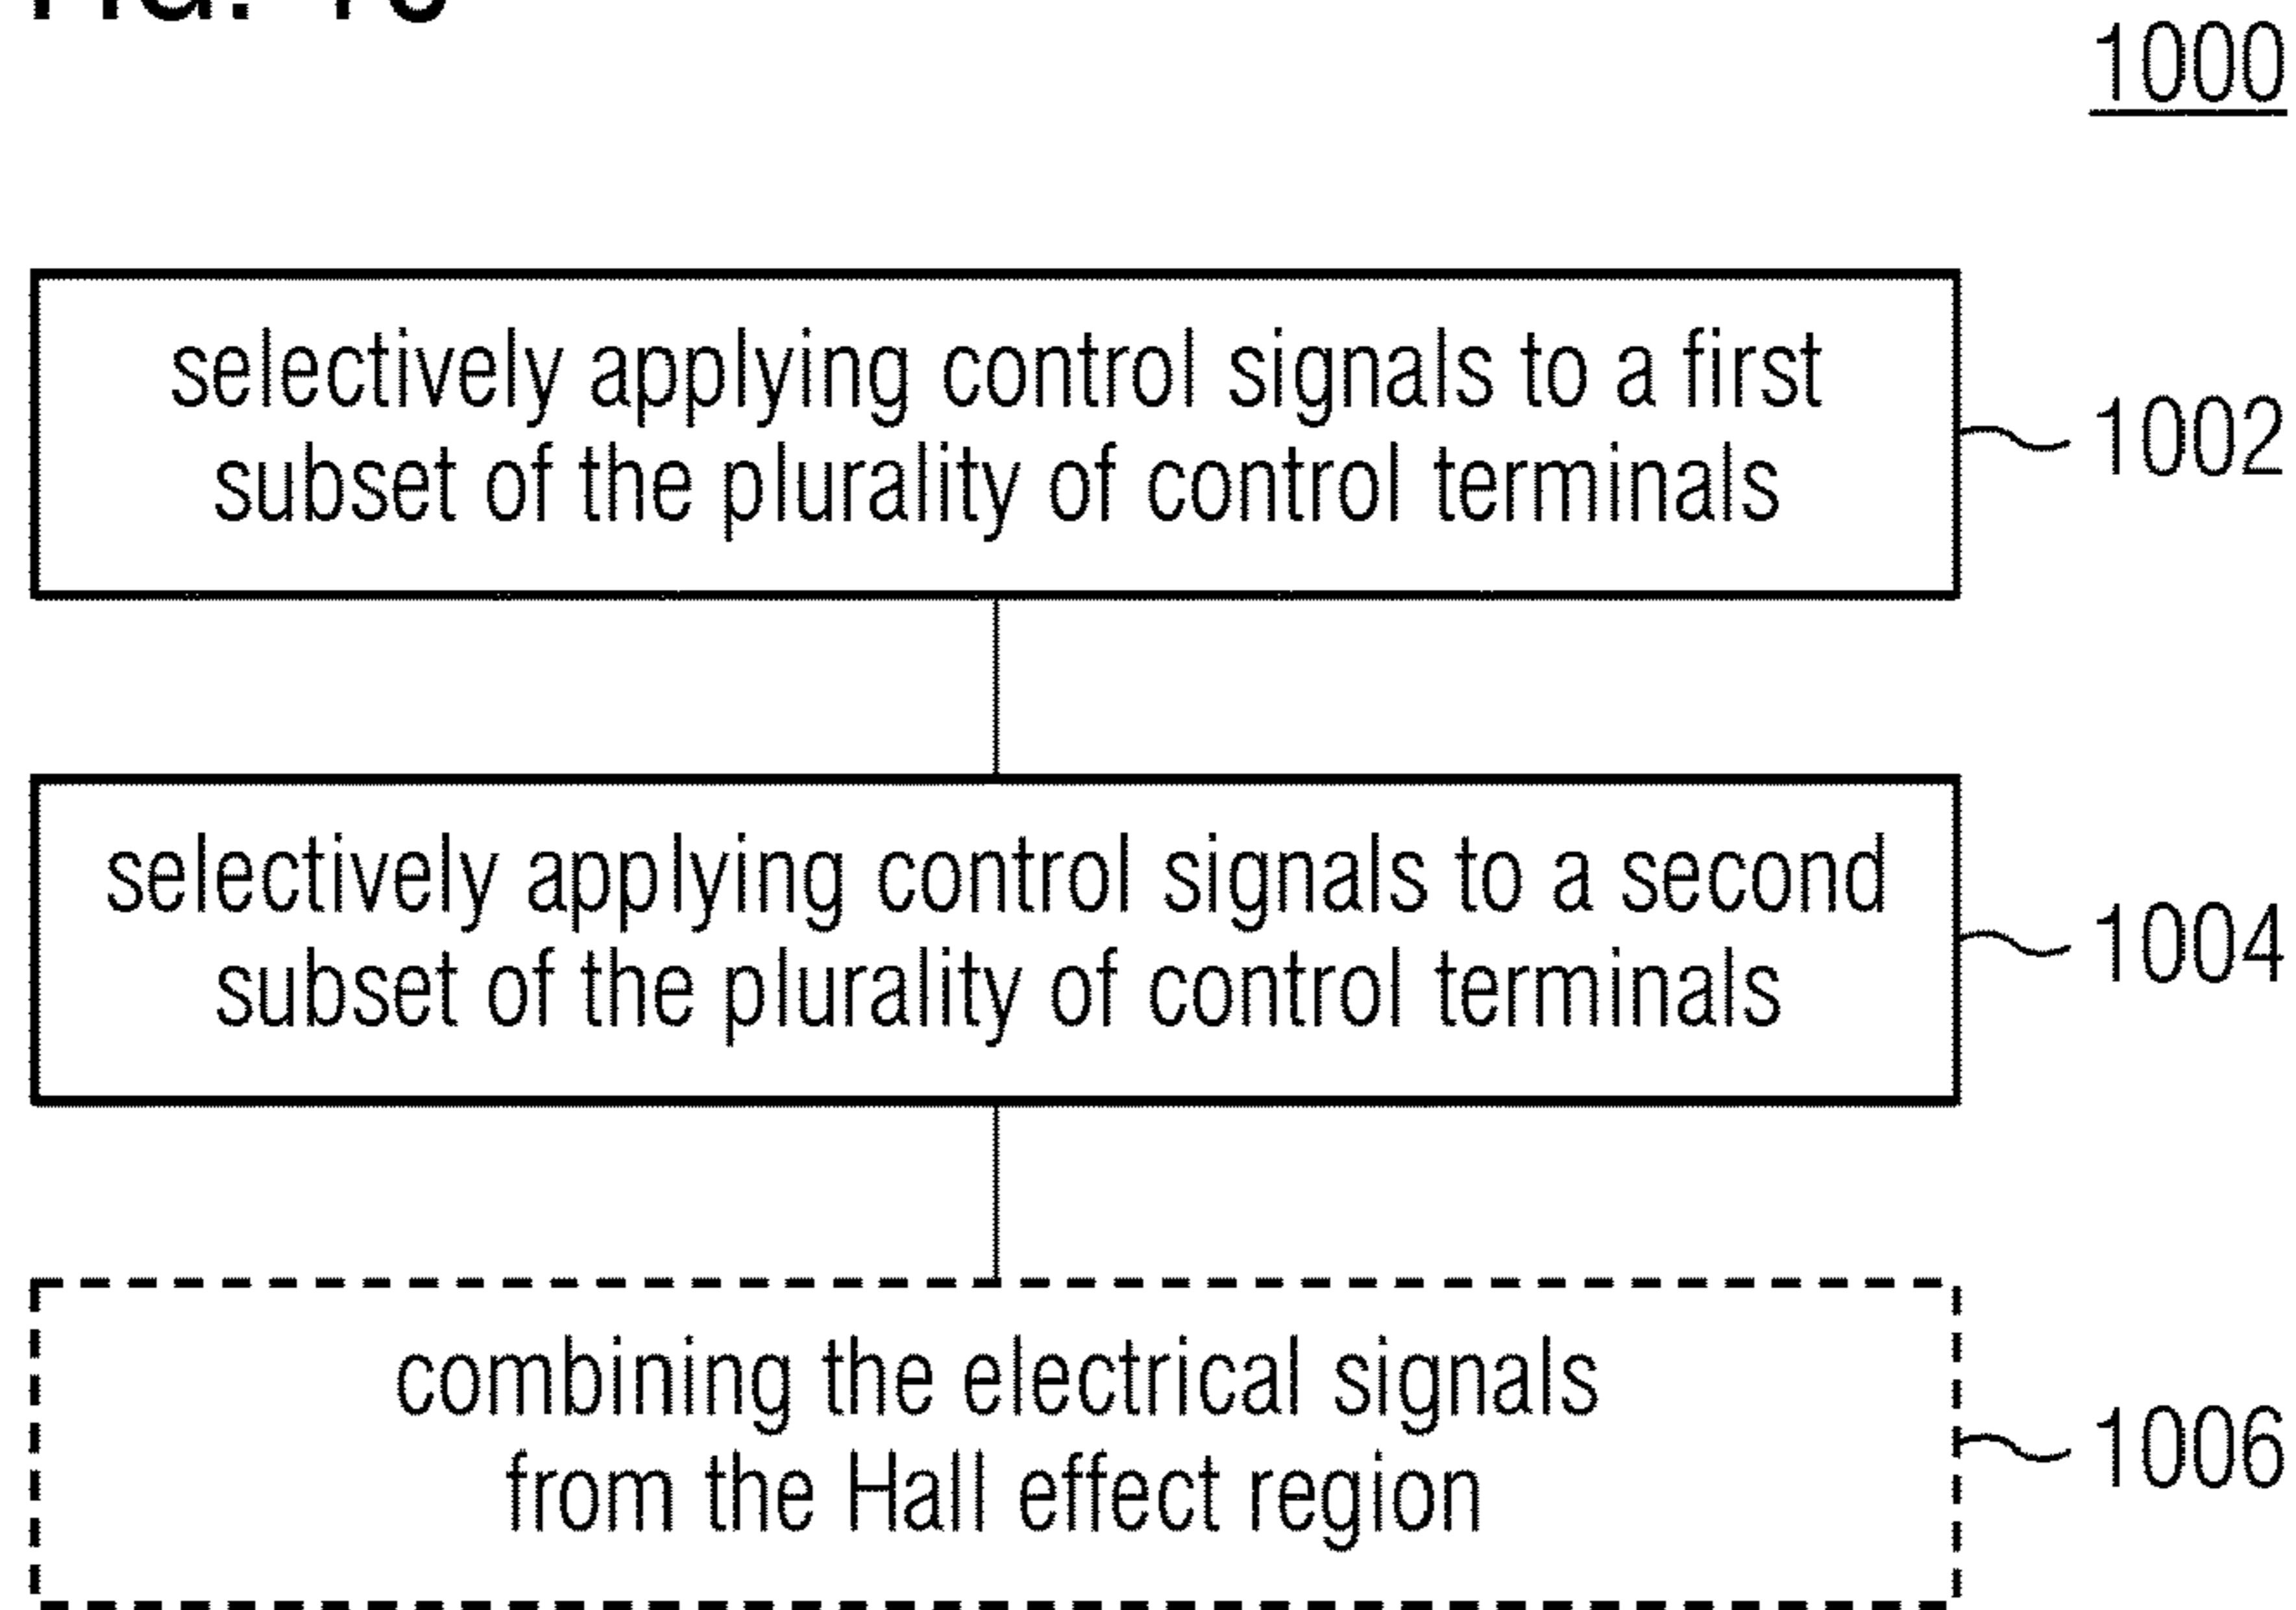 1000
selectively applying control signals to a first
subset of the plurality of control terminals
1002
selectively applying control signals to a second
subset of the plurality of control terminals
1004
combining the electrical signals
from the Hall effect region
1006